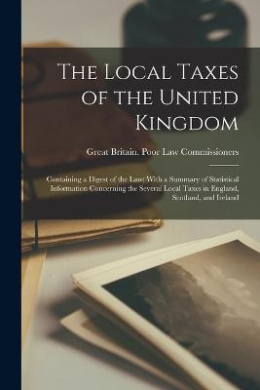 The Local Taxes
of the United
Kingdom
Great Britain. Poor Law Commissioners
Containing a Digest of the Law: With a Summary of Statistical
Information Concerning the Several Local Taxes in England,
Scotland, and Ireland